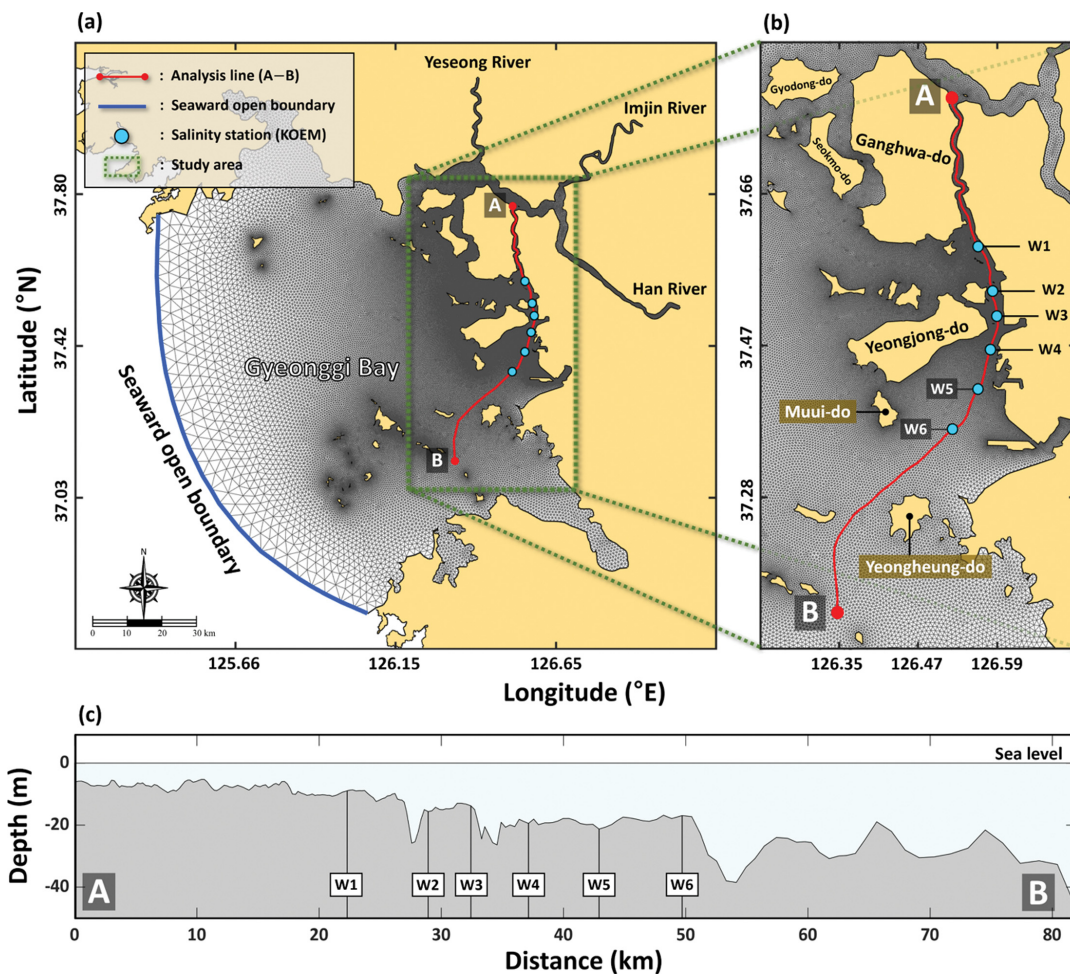 (a)
Analysis line (A−B)
: Seaward open boundary
: Salinity station (KOEM)
: Study area
Yeseong River
Imjin River
Han River
A
B
Gyeonggi Bay
Seaward open boundary
N
0 10 20 30 km
37.80
37.42
37.03
Latitude (°N)
125.66 126.15 126.65
Longitude (°E)
(b)
Gyodong-do
A
Seokmo-do
Ganghwa-do
W1
W2
W3
Yeongjong-do
W4
W5
Muui-do
W6
Yeongheung-do
B
37.66
37.47
37.28
126.35 126.47 126.59
(c)
Sea level
0
-20
-40
Depth (m)
W1 W2 W3 W4 W5 W6
A B
0 10 20 30 40 50 60 70 80
Distance (km)